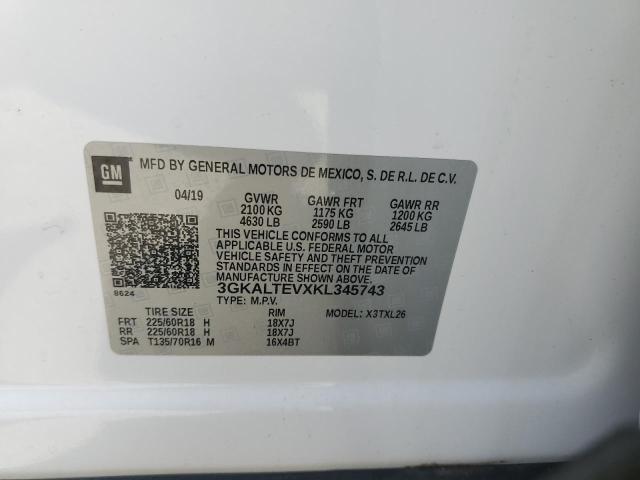 GM
MFD BY GENERAL MOTORS DE MEXICO, S. DE R.L. DE C.V.
04/19 GVWR GAWR FRT GAWR RR
2100 KG 1175 KG 1200 KG
4630 LB 2590 LB 2645 LB
THIS VEHICLE CONFORMS TO ALL
APPLICABLE U.S. FEDERAL MOTOR
VEHICLE SAFETY AND THEFT PREVENTION
STANDARDS IN EFFECT ON THE DATE OF
MANUFACTURE SHOWN ABOVE.
3GKALTEVXKL345743
8624
TYPE: M.P.V.
TIRE SIZE RIM MODEL: X3TXL26
FRT 225/60R18 H 18X7J
RR 225/60R18 H 18X7J
SPA T135/70R16 M 16X4BT